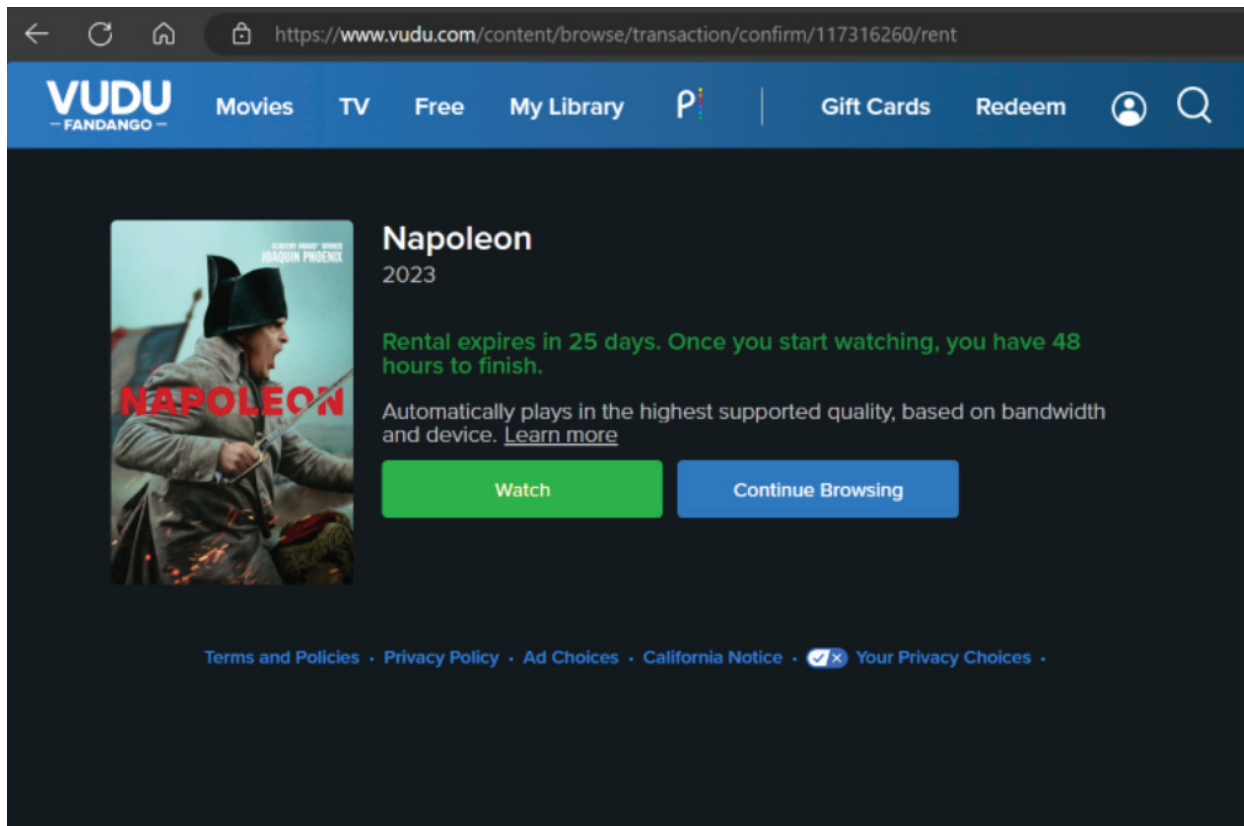 https://www.vudu.com/content/browse/transaction/confirm/117316260/rent
VUDU
FANDANGO
Movies
TV
Free
My Library
P
Gift Cards
Redeem
ACADEMY AWARD® WINNER
JOAQUIN PHOENIX
NAPOLEON
Napoleon
2023
Rental expires in 25 days. Once you start watching, you have 48
hours to finish.
Automatically plays in the highest supported quality, based on bandwidth
and device. Learn more
Watch
Continue Browsing
Terms and Policies · Privacy Policy · Ad Choices · California Notice · Your Privacy Choices ·